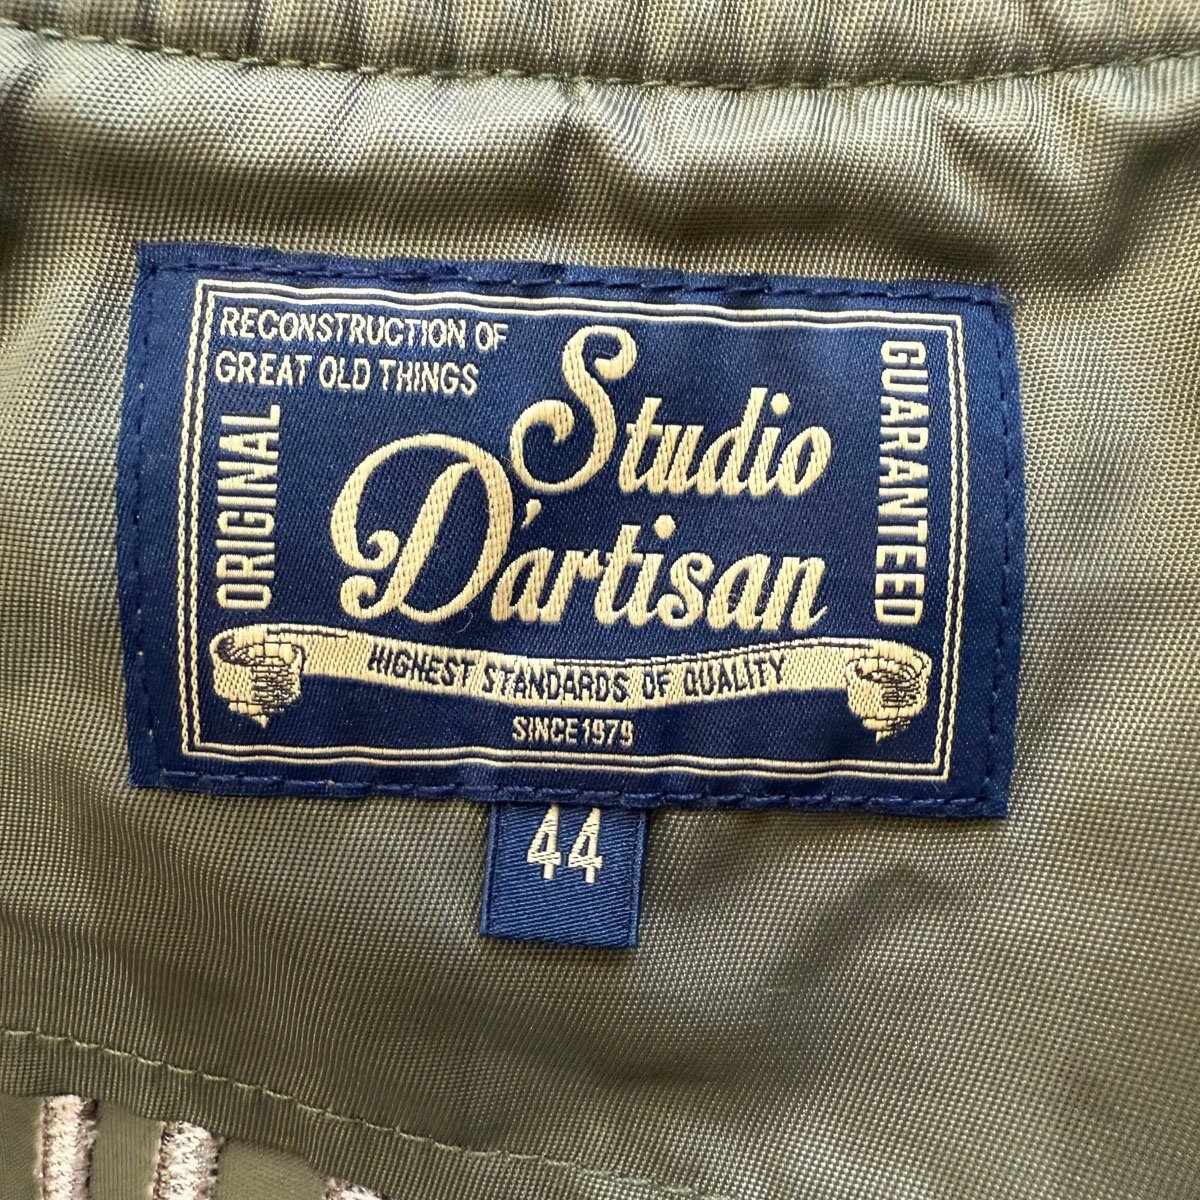 RECONSTRUCTION OF
GREAT OLD THINGS
ORIGINAL
Studio
D'artisan
GUARANTEED
HIGHEST STANDARDS OF QUALITY
SINCE1979
44